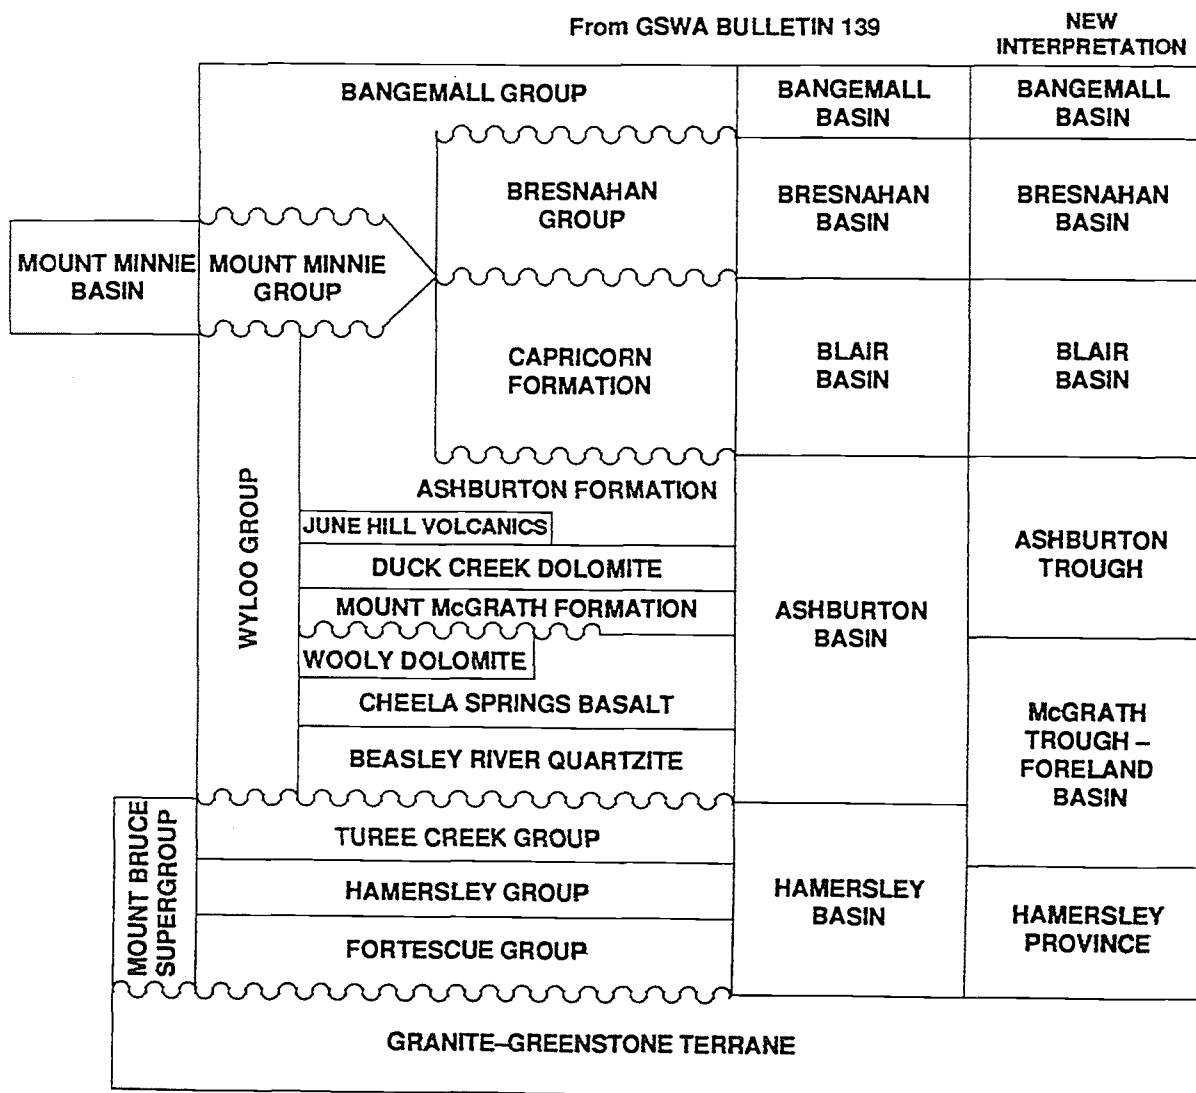 From GSWA BULLETIN 139
NEW
INTERPRETATION
BANGEMALL GROUP
BANGEMALL
BASIN
BANGEMALL
BASIN
BRESNAHAN
GROUP
BRESNAHAN
BASIN
BRESNAHAN
BASIN
MOUNT MINNIE
BASIN
MOUNT MINNIE
GROUP
CAPRICORN
FORMATION
BLAIR
BASIN
BLAIR
BASIN
WYLOO GROUP
ASHBURTON FORMATION
JUNE HILL VOLCANICS
DUCK CREEK DOLOMITE
MOUNT McGRATH FORMATION
WOOLY DOLOMITE
CHEELA SPRINGS BASALT
BEASLEY RIVER QUARTZITE
ASHBURTON
BASIN
ASHBURTON
TROUGH
McGRATH
TROUGH –
FORELAND
BASIN
MOUNT BRUCE
SUPERGROUP
TUREE CREEK GROUP
HAMERSLEY GROUP
FORTESCUE GROUP
HAMERSLEY
BASIN
HAMERSLEY
PROVINCE
GRANITE–GREENSTONE TERRANE